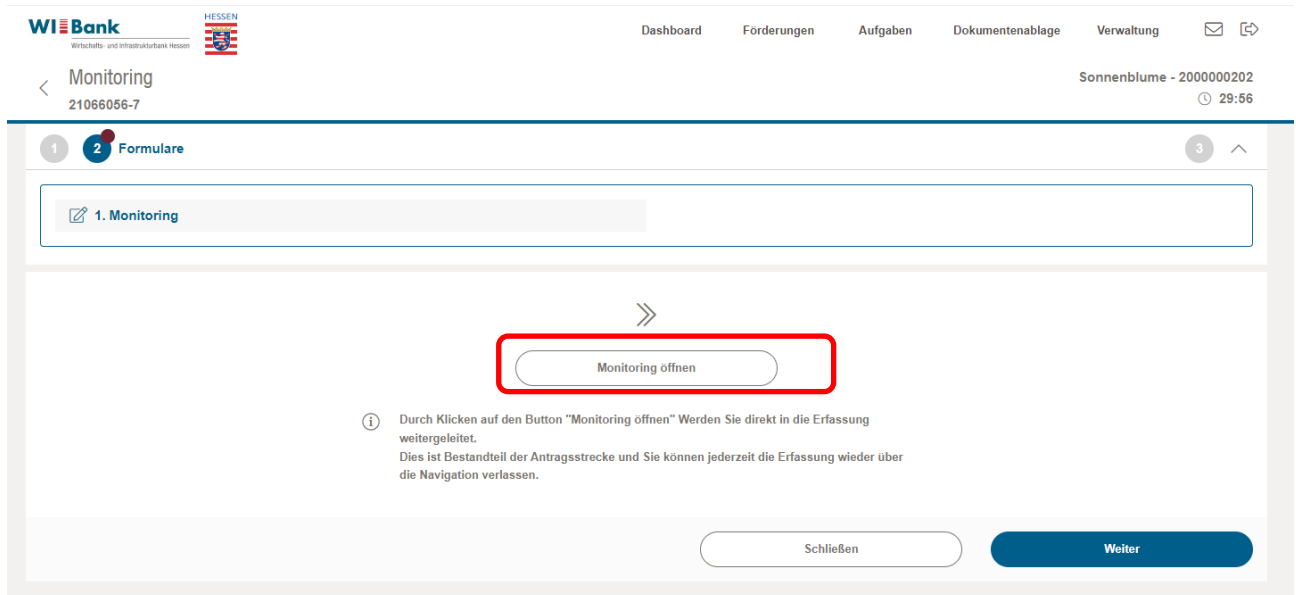 WIBank
Wirtschafts- und Infrastrukturbank Hessen
HESSEN
Dashboard Förderungen Aufgaben Dokumentenablage Verwaltung
Monitoring
21066056-7
Sonnenblume - 2000000202
29:56
1 2 Formulare 3
1. Monitoring
Monitoring öffnen
Durch Klicken auf den Button "Monitoring öffnen" Werden Sie direkt in die Erfassung
weitergeleitet.
Dies ist Bestandteil der Antragsstrecke und Sie können jederzeit die Erfassung wieder über
die Navigation verlassen.
Schließen Weiter